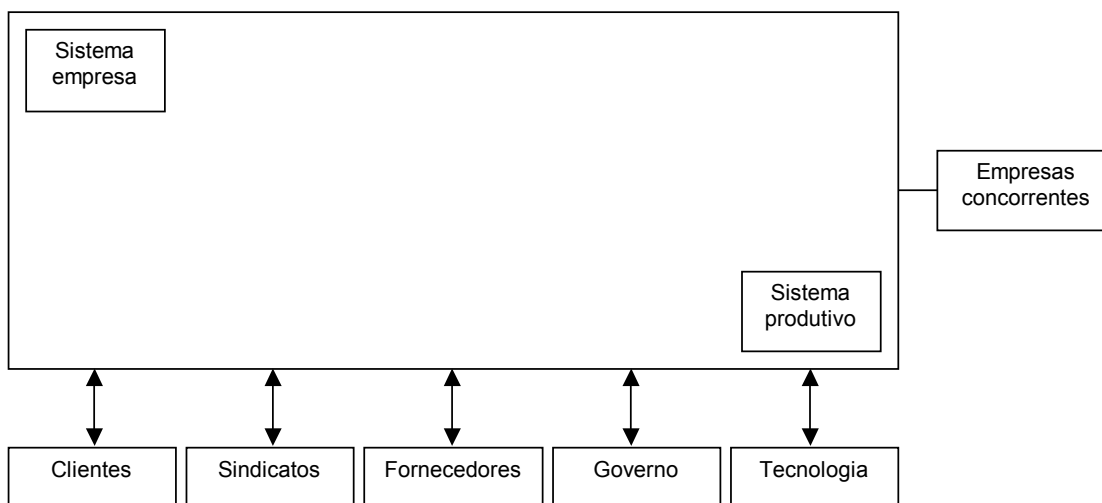 Sistema
empresa
Empresas
concorrentes
Sistema
produtivo
Clientes
Sindicatos
Fornecedores
Governo
Tecnologia